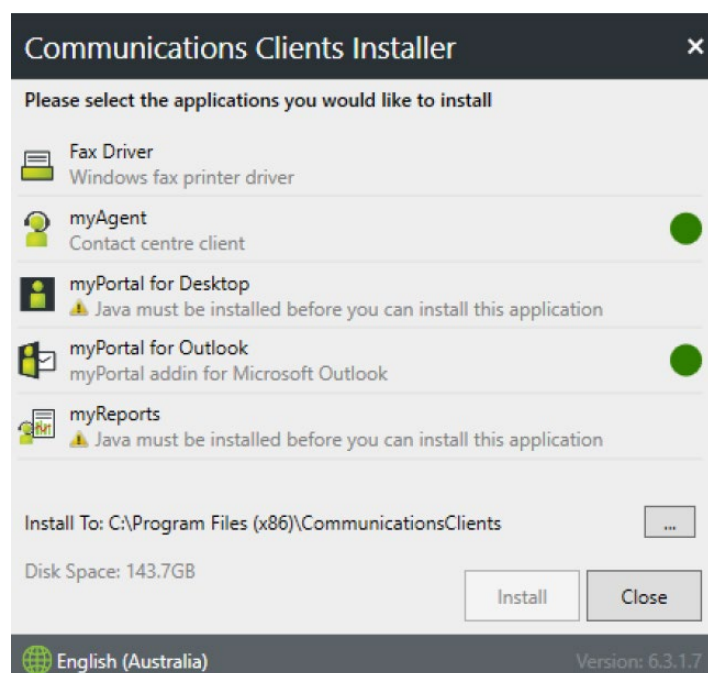 Communications Clients Installer
Please select the applications you would like to install
Fax Driver
Windows fax printer driver
myAgent
Contact centre client
myPortal for Desktop
Java must be installed before you can install this application
myPortal for Outlook
myPortal addin for Microsoft Outlook
myReports
Java must be installed before you can install this application
Install To: C:\Program Files (x86)\CommunicationsClients
...
Disk Space: 143.7GB
Install
Close
English (Australia)
Version: 6.3.1.7